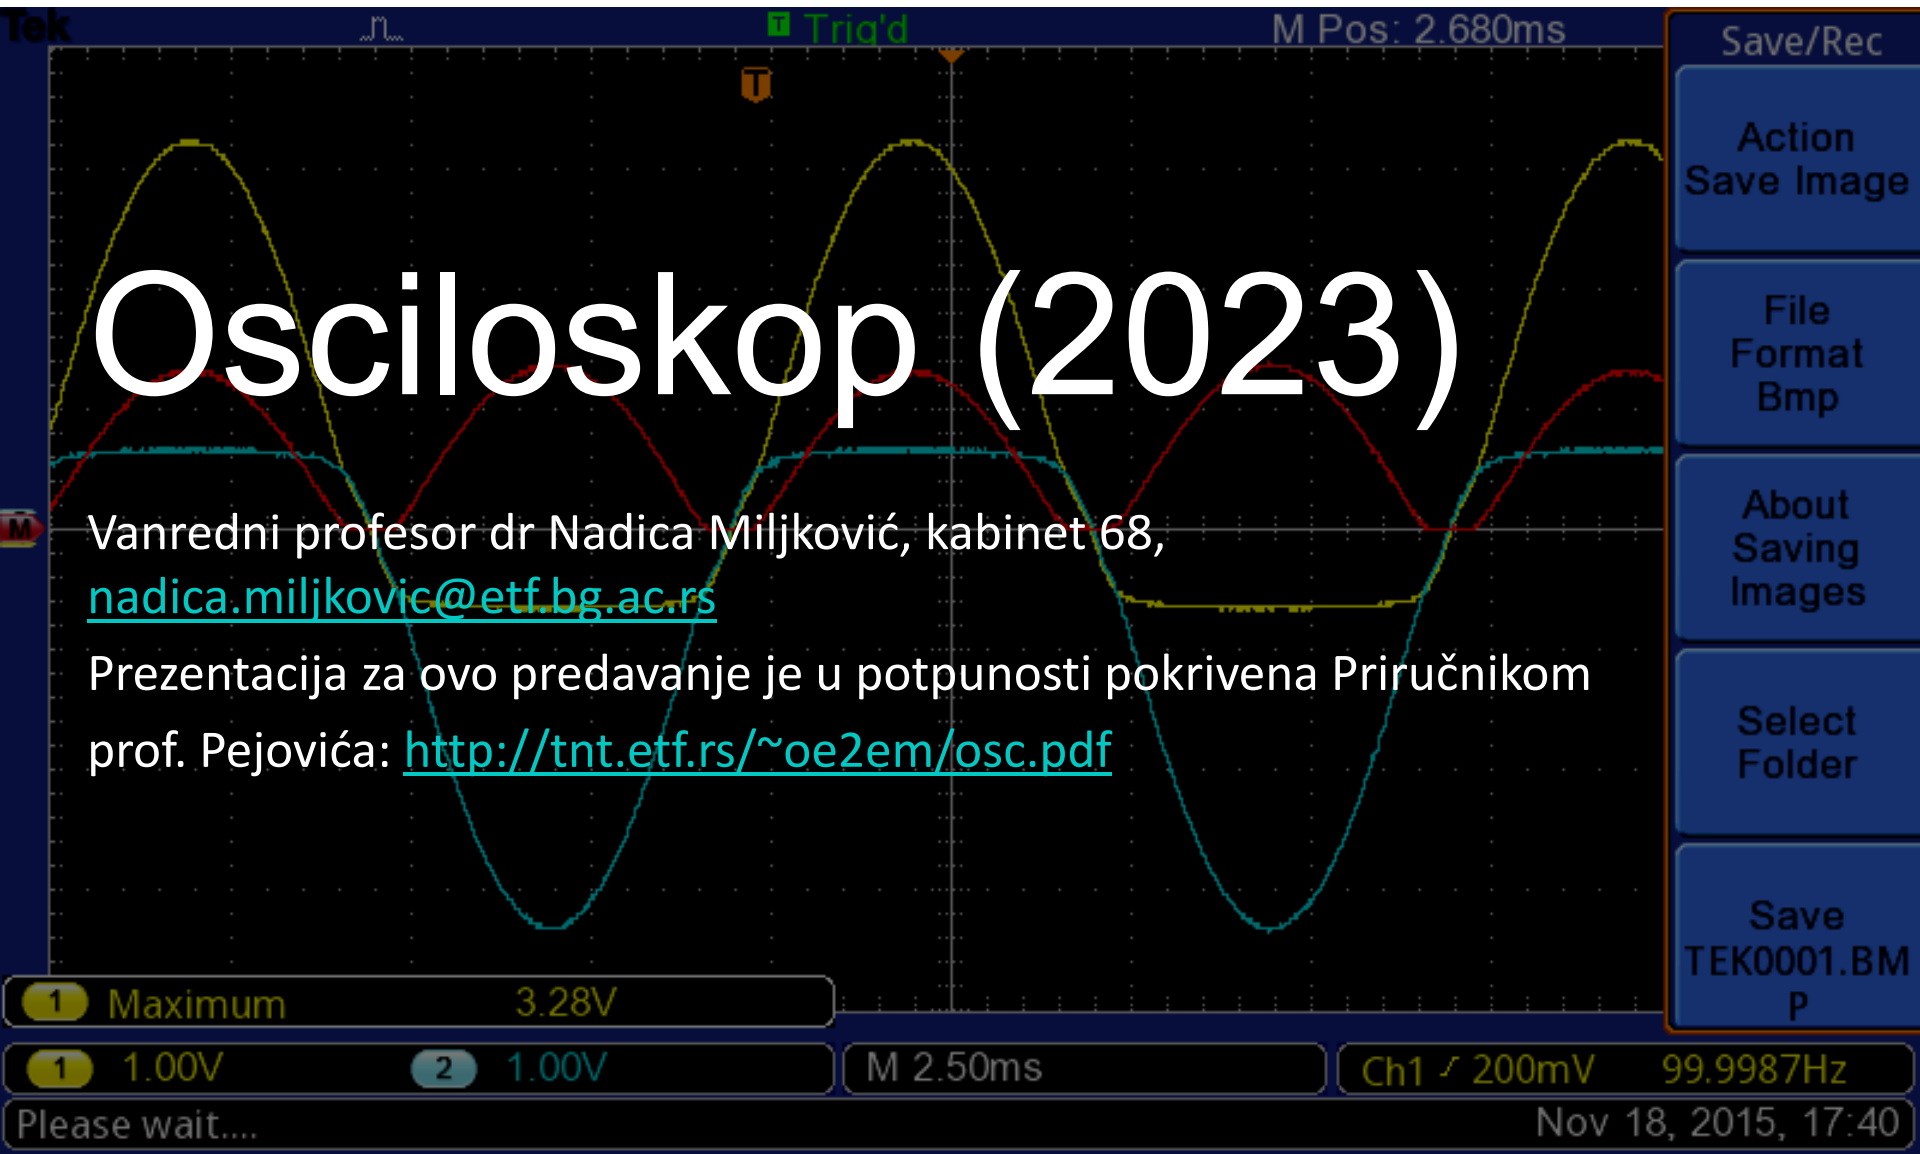 Tek
T Trig'd
M Pos: 2.680ms
Save/Rec
T
Action
Save Image
File
Format
Bmp
About
Saving
Images
Select
Folder
Save
TEK0001.BM
P
Osciloskop (2023)
M
Vanredni profesor dr Nadica Miljković, kabinet 68,
nadica.miljkovic@etf.bg.ac.rs
Prezentacija za ovo predavanje je u potpunosti pokrivena Priručnikom
prof. Pejovića: http://tnt.etf.rs/~oe2em/osc.pdf
1 Maximum 3.28V
1 1.00V 2 1.00V M 2.50ms Ch1 200mV 99.9987Hz
Please wait.... Nov 18, 2015, 17:40